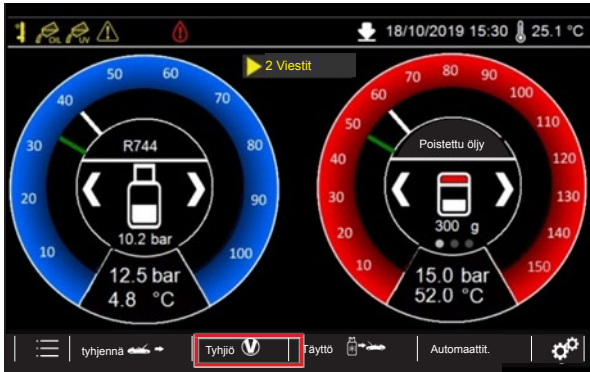 OIL UV 18/10/2019 15:30 25.1 °C
2 Viestit
10 20 30 40 50 60 70 80 90 100
R744
10.2 bar
12.5 bar
4.8 °C
10 20 30 40 50 60 70 80 90 100 110 120 130 140 150
Poistettu öljy
300 g
15.0 bar
52.0 °C
tyhjennä Tyhjiö V Täyttö Automaattit.